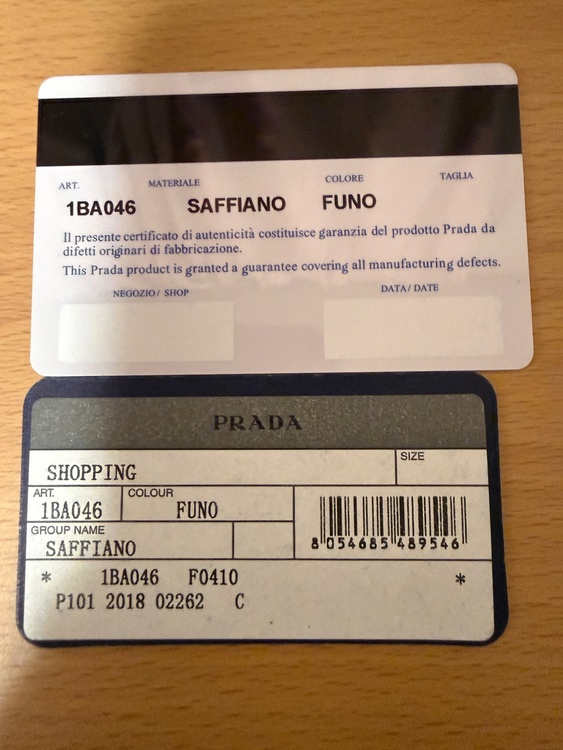 ART. MATERIALE COLORE TAGLIA
1BA046 SAFFIANO FUNO
Il presente certificato di autenticità costituisce garanzia del prodotto Prada da
difetti originari di fabbricazione.
This Prada product is granted a guarantee covering all manufacturing defects.
NEGOZIO/ SHOP DATA/ DATE
PRADA
SHOPPING SIZE
ART. COLOUR
1BA046 FUNO
GROUP NAME
SAFFIANO
8 054685 489546
* 1BA046 F0410 *
P101 2018 02262 C